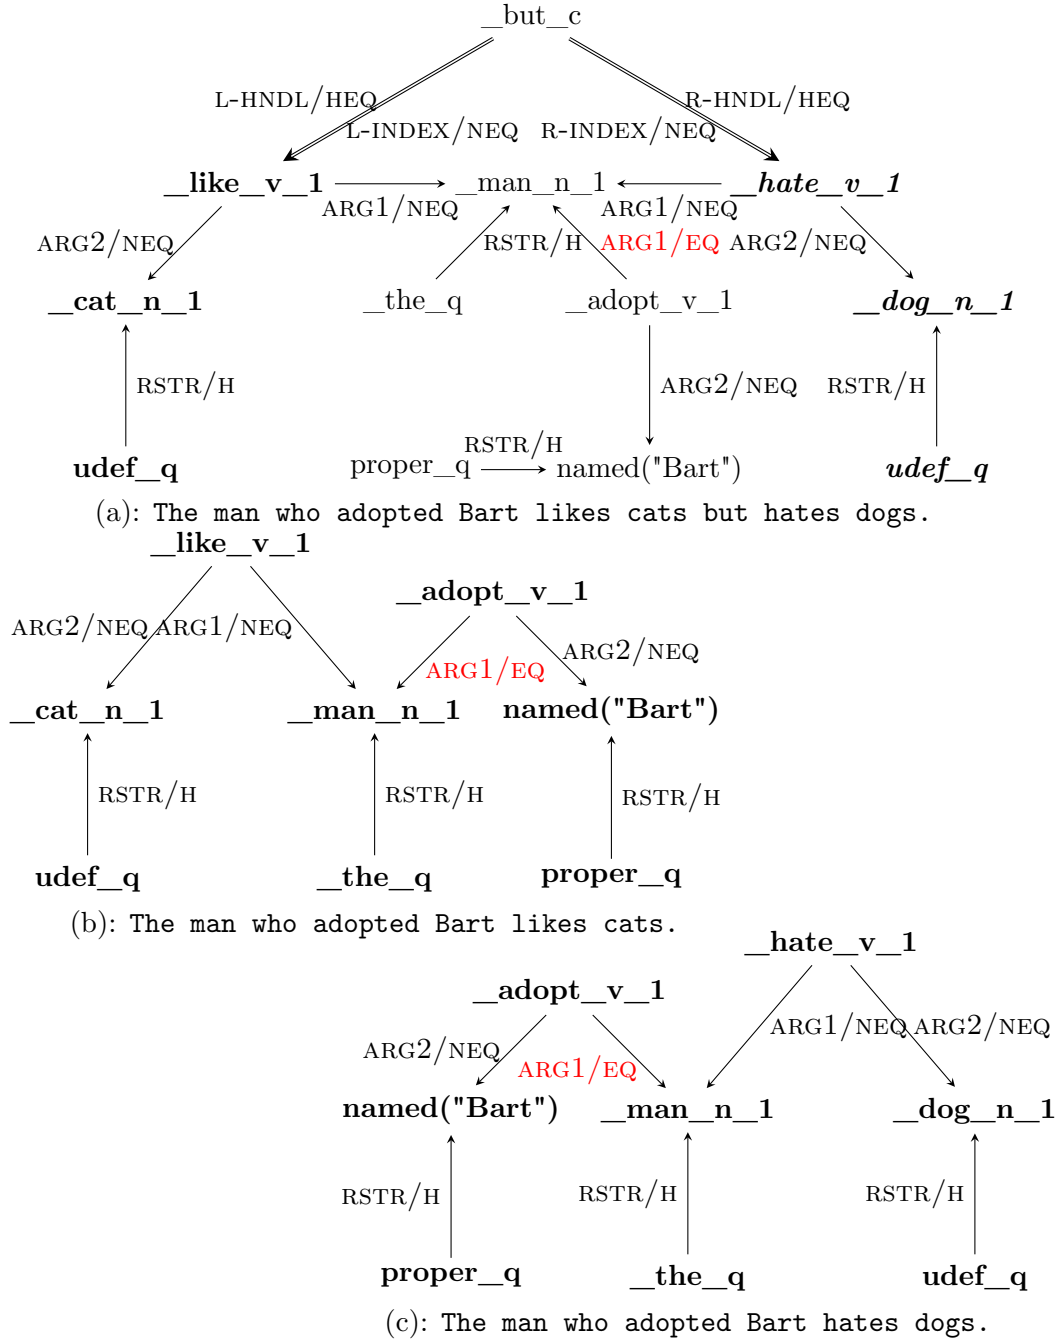 _but_c
L-HNDL/HEQ R-HNDL/HEQ
L-INDEX/NEQ R-INDEX/NEQ
_like_v_1 _man_n_1 _hate_v_1
ARG1/NEQ ARG1/NEQ
ARG2/NEQ RSTR/H ARG1/EQ ARG2/NEQ
_cat_n_1 _the_q _adopt_v_1 _dog_n_1
RSTR/H ARG2/NEQ RSTR/H
RSTR/H
udef_q proper_q named("Bart") udef_q
(a): The man who adopted Bart likes cats but hates dogs.
_like_v_1
_adopt_v_1
ARG2/NEQ ARG1/NEQ
ARG2/NEQ
ARG1/EQ
_cat_n_1 _man_n_1 named("Bart")
RSTR/H RSTR/H RSTR/H
udef_q _the_q proper_q
(b): The man who adopted Bart likes cats.
_hate_v_1
_adopt_v_1
ARG1/NEQ ARG2/NEQ
ARG2/NEQ
ARG1/EQ
named("Bart") _man_n_1 _dog_n_1
RSTR/H RSTR/H RSTR/H
proper_q _the_q udef_q
(c): The man who adopted Bart hates dogs.